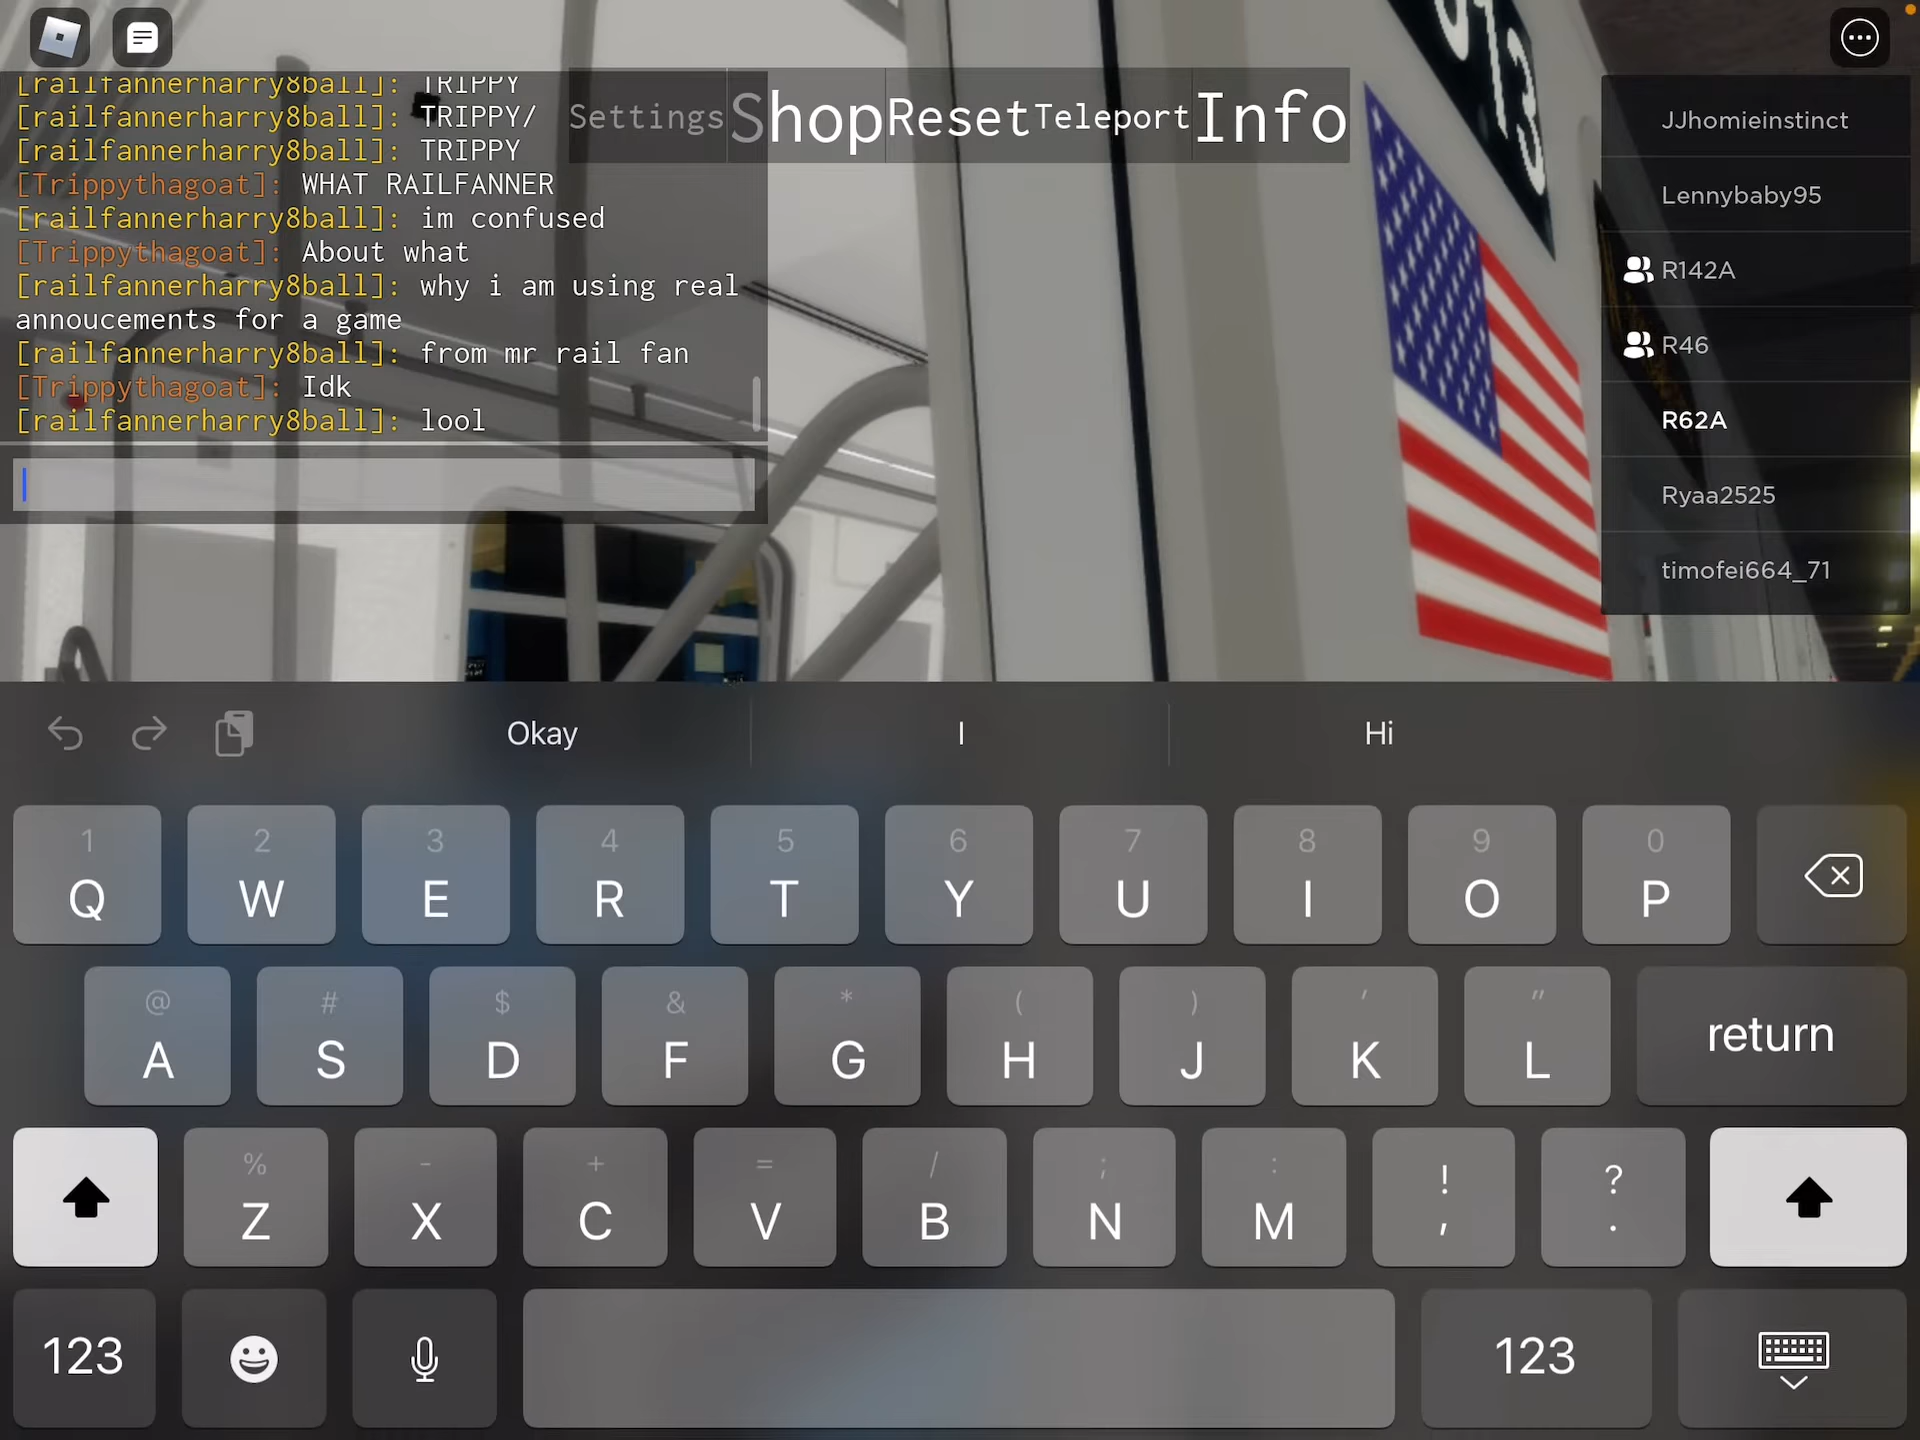 [railfannerharry8ball]: TRIPPY
[railfannerharry8ball]: TRIPPY/
[railfannerharry8ball]: TRIPPY
[Trippythagoat]: WHAT RAILFANNER
[railfannerharry8ball]: im confused
[Trippythagoat]: About what
[railfannerharry8ball]: why i am using real
annoucements for a game
[railfannerharry8ball]: from mr rail fan
[Trippythagoat]: Idk
[railfannerharry8ball]: lool
Settings Shop Reset Teleport Info
JJhomieinstinct
Lennybaby95
R142A
R46
R62A
Ryaa2525
timofei664_71
Okay I Hi
1 2 3 4 5 6 7 8 9 0
Q W E R T Y U I O P
@ # $ & * ( ) ' "
A S D F G H J K L return
% - + = / ; : ! ?
Z X C V B N M , .
123 123